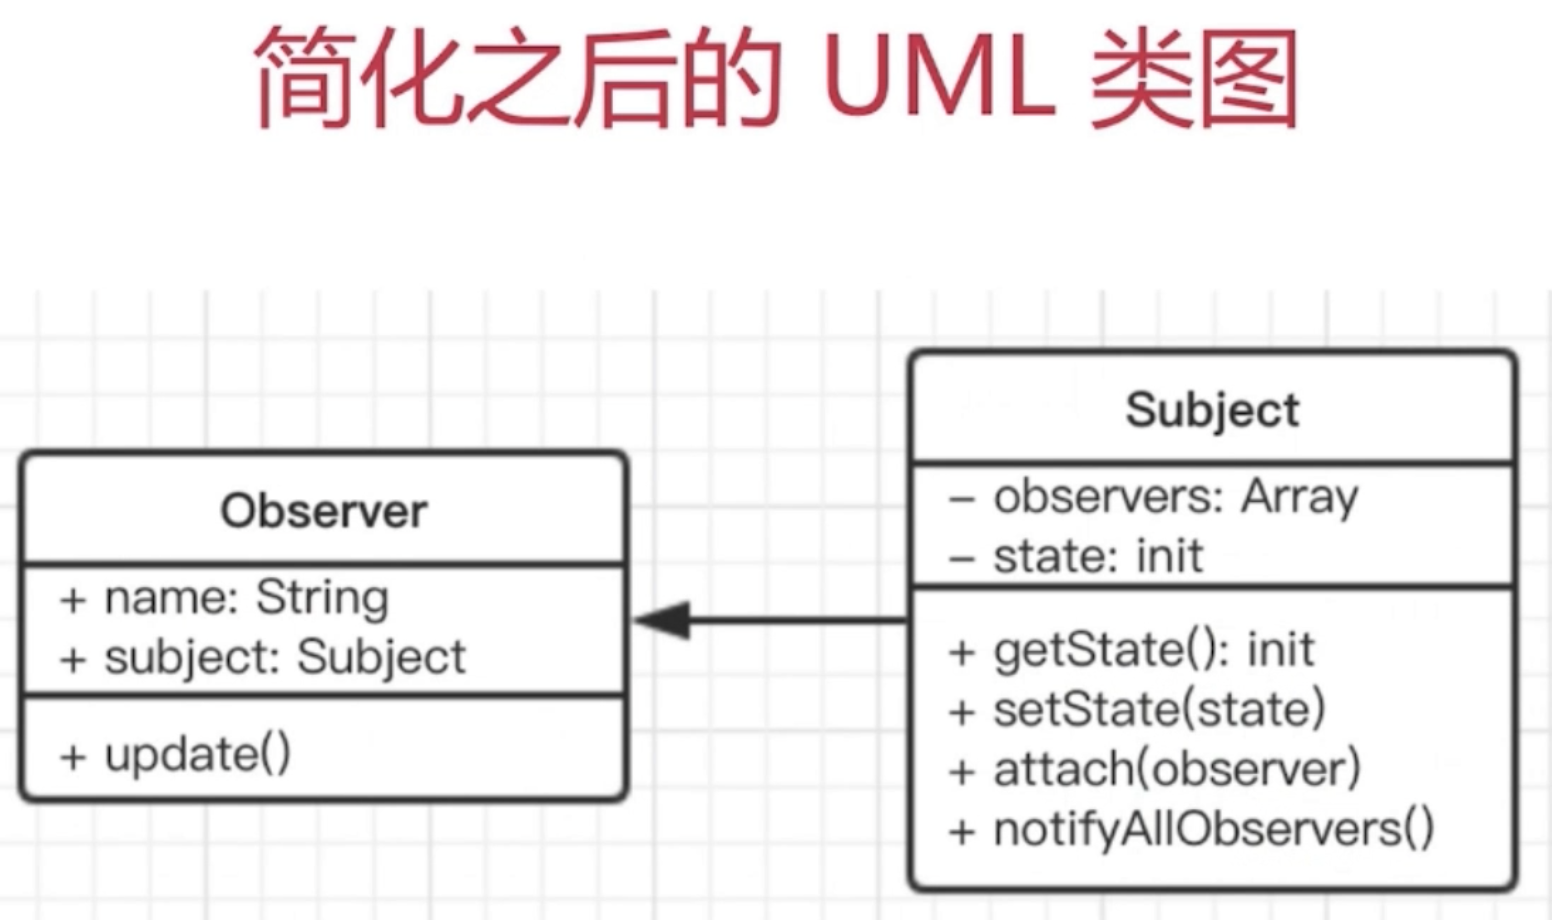 简化之后的 UML 类图
Observer
+ name: String
+ subject: Subject
+ update()
Subject
– observers: Array
– state: init
+ getState(): init
+ setState(state)
+ attach(observer)
+ notifyAllObservers()